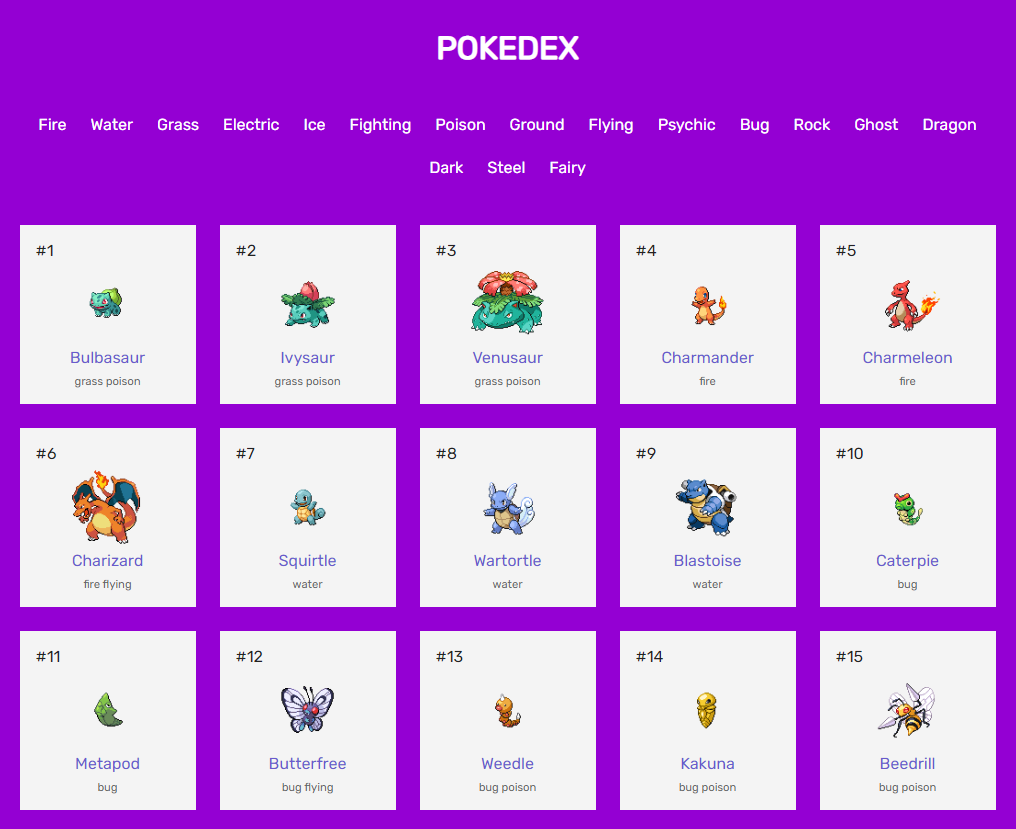 POKEDEX
Fire Water Grass Electric Ice Fighting Poison Ground Flying Psychic Bug Rock Ghost Dragon
Dark Steel Fairy
#1 #2 #3 #4 #5
Bulbasaur Ivysaur Venusaur Charmander Charmeleon
grass poison grass poison grass poison fire fire
#6 #7 #8 #9 #10
Charizard Squirtle Wartortle Blastoise Caterpie
fire flying water water water bug
#11 #12 #13 #14 #15
Metapod Butterfree Weedle Kakuna Beedrill
bug bug flying bug poison bug poison bug poison